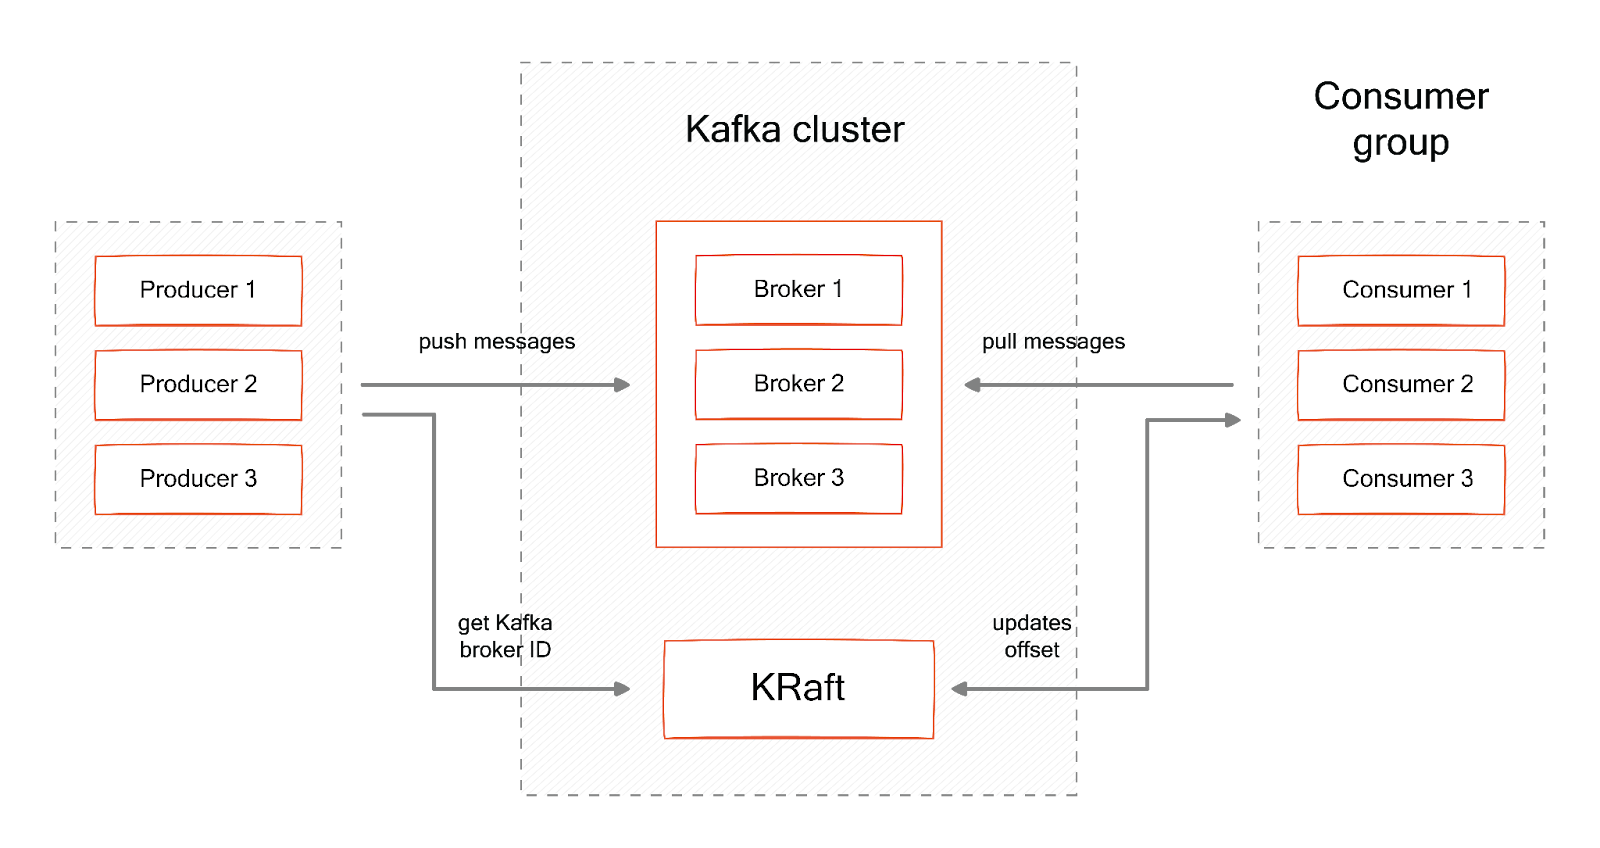 Kafka cluster
Consumer
group
Producer 1
Producer 2
Producer 3
push messages
get Kafka
broker ID
Broker 1
Broker 2
Broker 3
KRaft
pull messages
updates
offset
Consumer 1
Consumer 2
Consumer 3